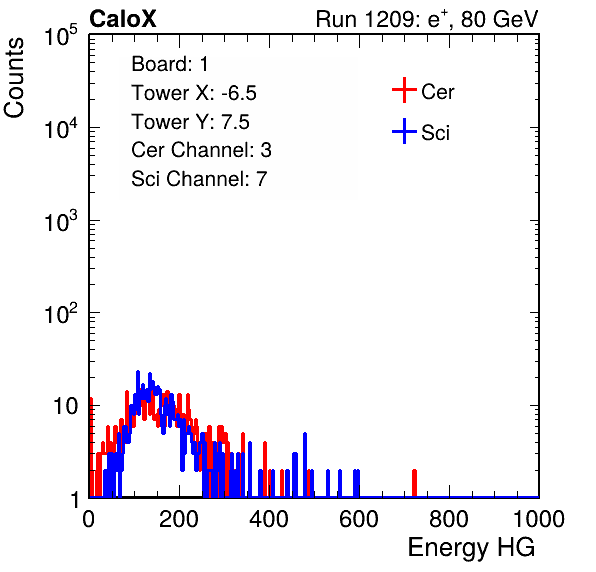 CaloX Run 1209: e⁺, 80 GeV
Counts
Board: 1
Tower X: -6.5
Tower Y: 7.5
Cer Channel: 3
Sci Channel: 7
Cer
Sci
10⁵
10⁴
10³
10²
10
1
0 200 400 600 800 1000
Energy HG